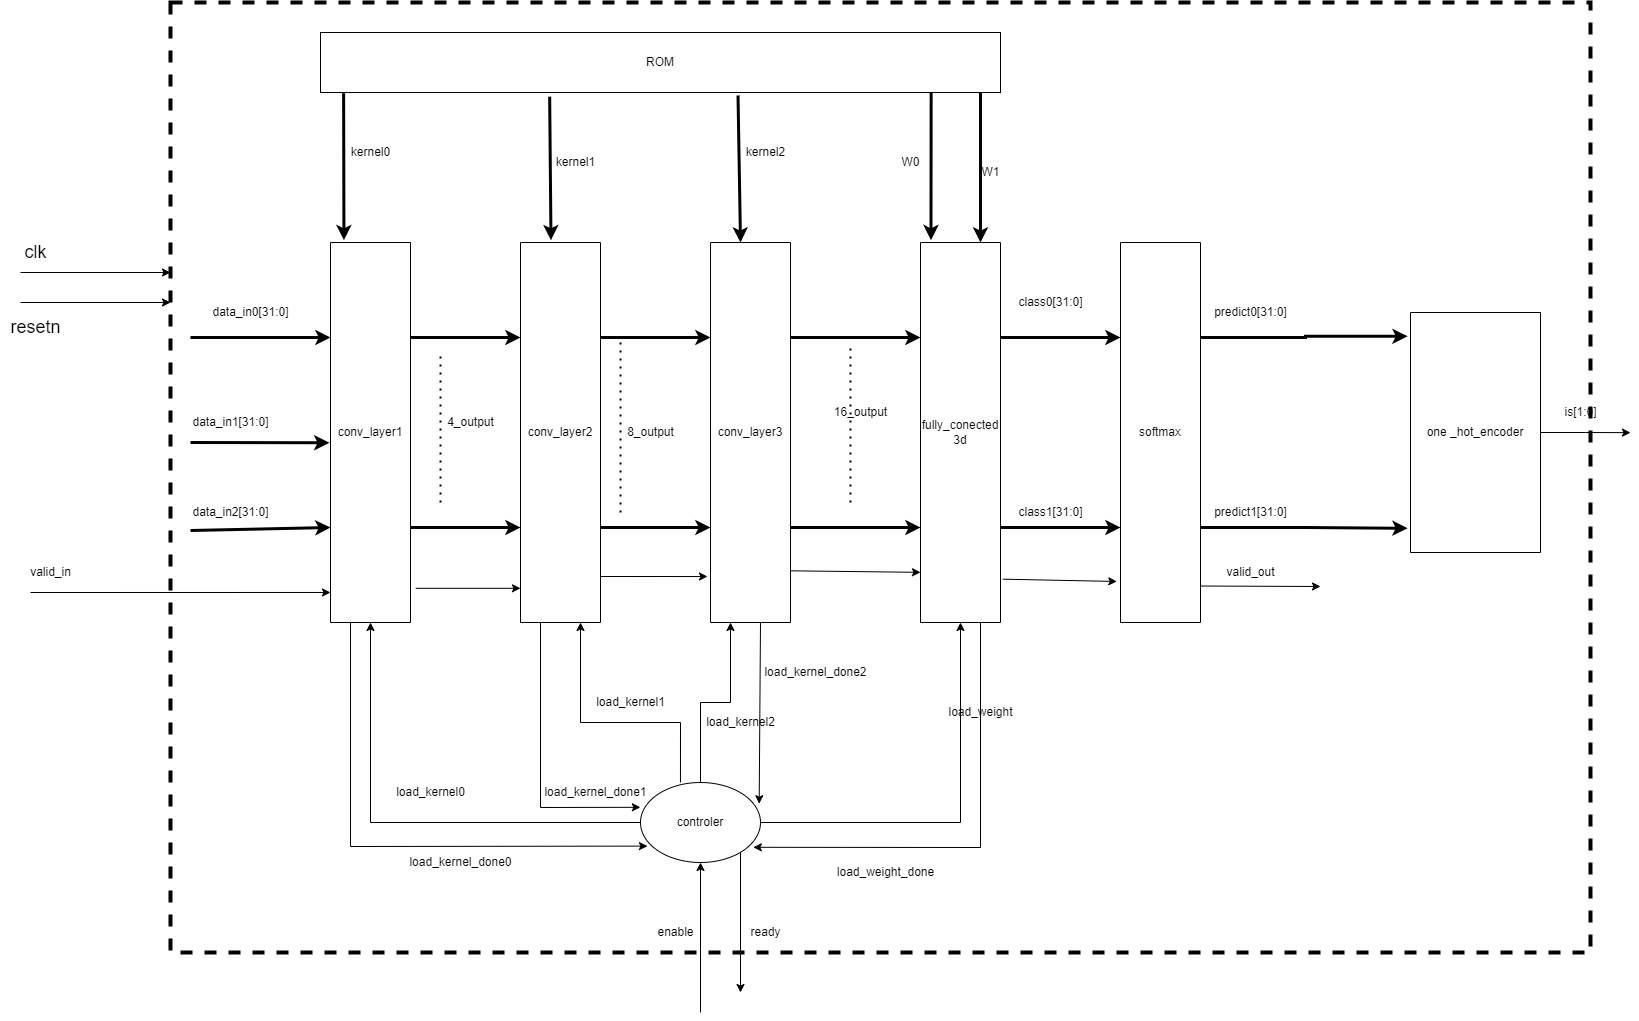 ROM
kernel0
kernel1
kernel2
W0
W1
clk
resetn
data_in0[31:0]
class0[31:0]
predict0[31:0]
data_in1[31:0]
conv_layer1
4_output
conv_layer2
8_output
conv_layer3
16_output
fully_conected
3d
softmax
one _hot_encoder
is[1:0]
data_in2[31:0]
class1[31:0]
predict1[31:0]
valid_in
valid_out
load_kernel_done2
load_kernel1
load_kernel2
load_weight
load_kernel0
load_kernel_done1
controler
load_kernel_done0
load_weight_done
enable
ready